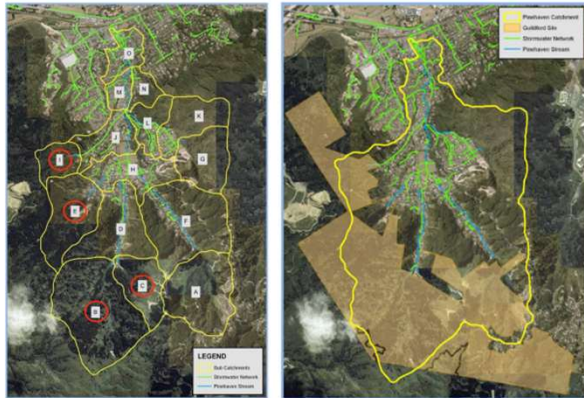 O
M
N
K
L
J
I
G
H
E
F
D
C
A
B
LEGEND
Sub Catchments
Stormwater Network
Pinehaven Stream
Pinehaven Catchment
Guildford Site
Stormwater Network
Pinehaven Stream